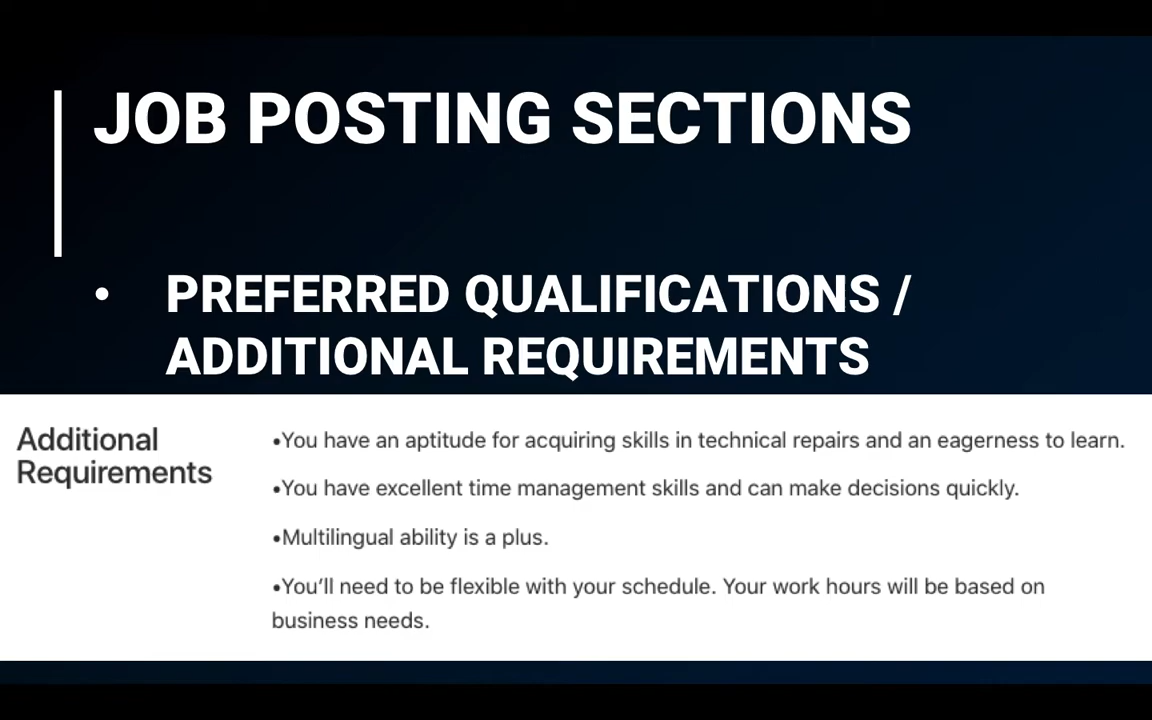 JOB POSTING SECTIONS
• PREFERRED QUALIFICATIONS /
ADDITIONAL REQUIREMENTS
Additional
Requirements
•You have an aptitude for acquiring skills in technical repairs and an eagerness to learn.
•You have excellent time management skills and can make decisions quickly.
•Multilingual ability is a plus.
•You’ll need to be flexible with your schedule. Your work hours will be based on
business needs.